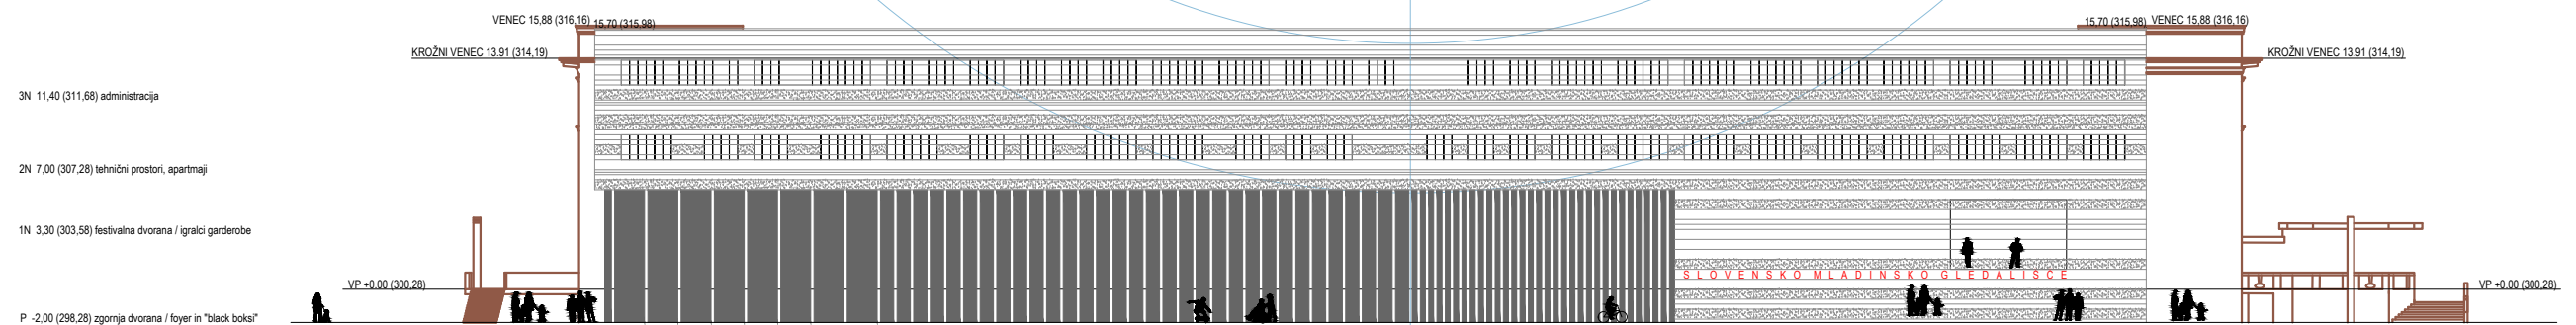 VENEC 15,88 (316,16)
15,70 (315,98)
15,70 (315,98)
VENEC 15,88 (316,16)
KROŽNI VENEC 13.91 (314,19)
KROŽNI VENEC 13.91 (314,19)
3N 11,40 (311,68) administracija
2N 7,00 (307,28) tehnični prostori, apartmaji
1N 3,30 (303,58) festivalna dvorana / igralci garderobe
SLOVENSKO MLADINSKO GLEDALISCE
VP +0.00 (300,28)
VP +0.00 (300,28)
P -2,00 (298,28) zgornja dvorana / foyer in "black boksi"